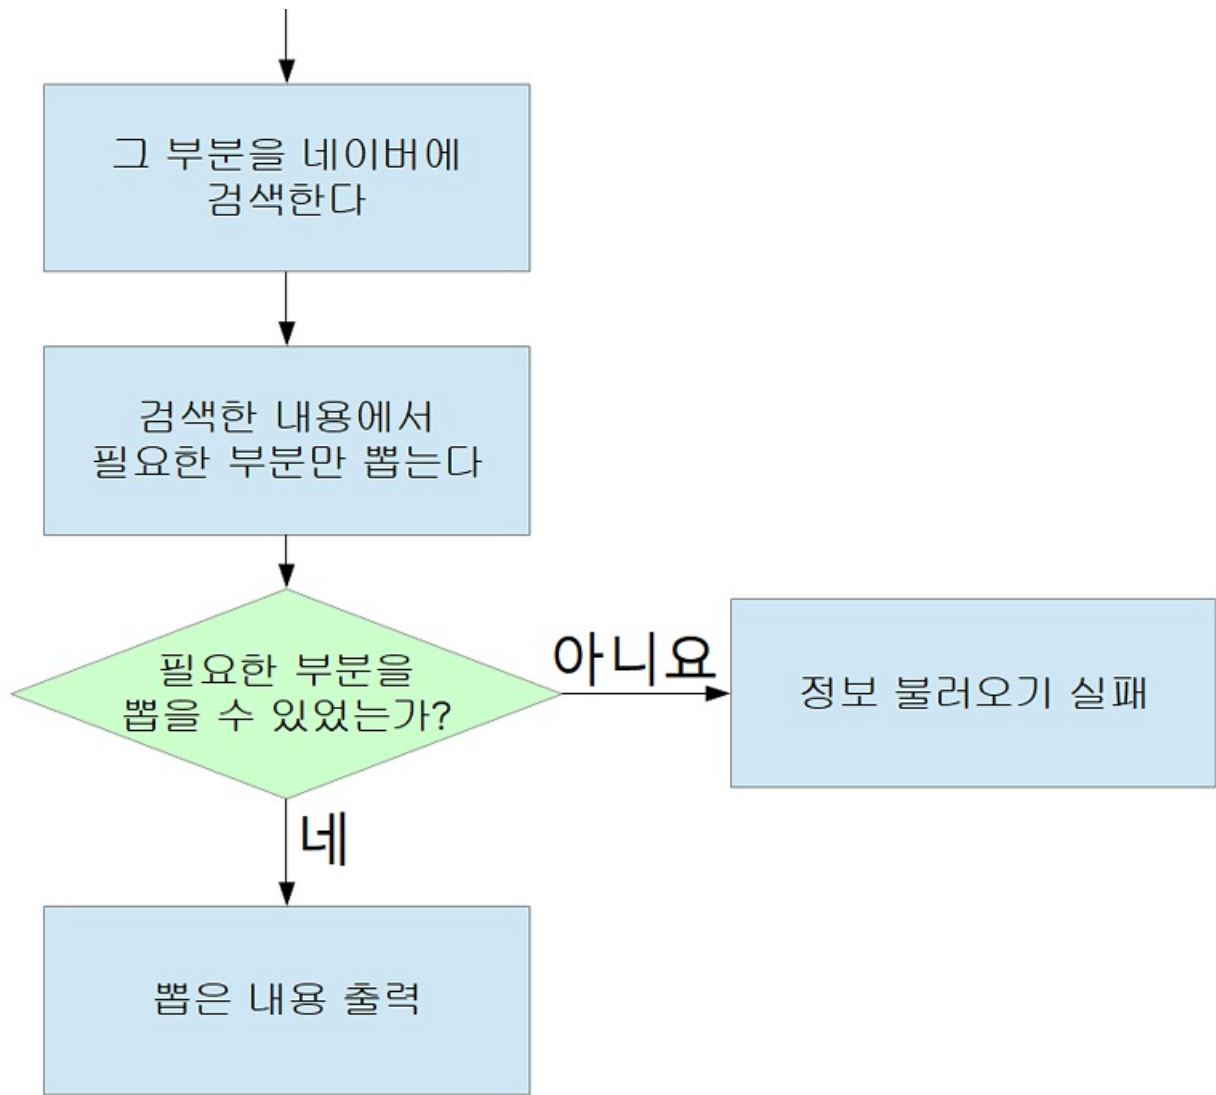 그 부분을 네이버에
검색한다
검색한 내용에서
필요한 부분만 뽑는다
필요한 부분을
뽑을 수 있었는가?
아니요
정보 불러오기 실패
네
뽑은 내용 출력